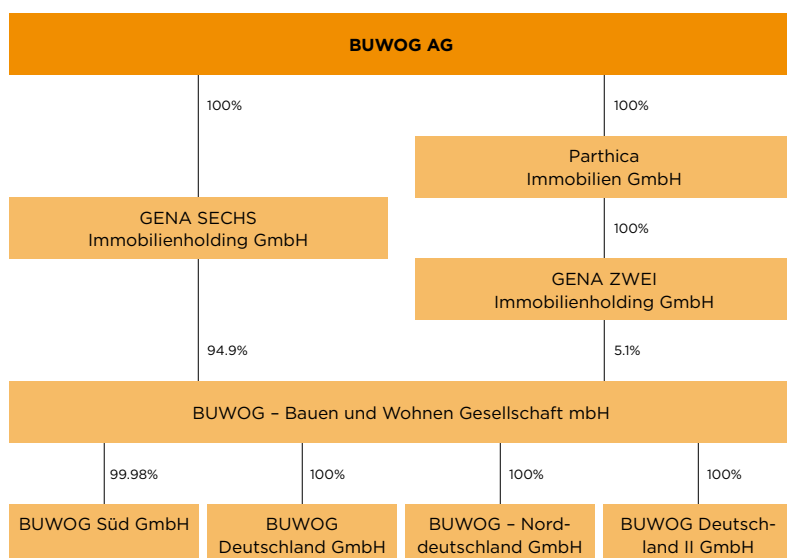 BUWOG AG
100%
100%
Parthica
Immobilien GmbH
GENA SECHS
Immobilienholding GmbH
100%
GENA ZWEI
Immobilienholding GmbH
94.9%
5.1%
BUWOG – Bauen und Wohnen Gesellschaft mbH
99.98%
100%
100%
100%
BUWOG Süd GmbH
BUWOG
Deutschland GmbH
BUWOG – Nord-
deutschland GmbH
BUWOG Deutsch-
land II GmbH